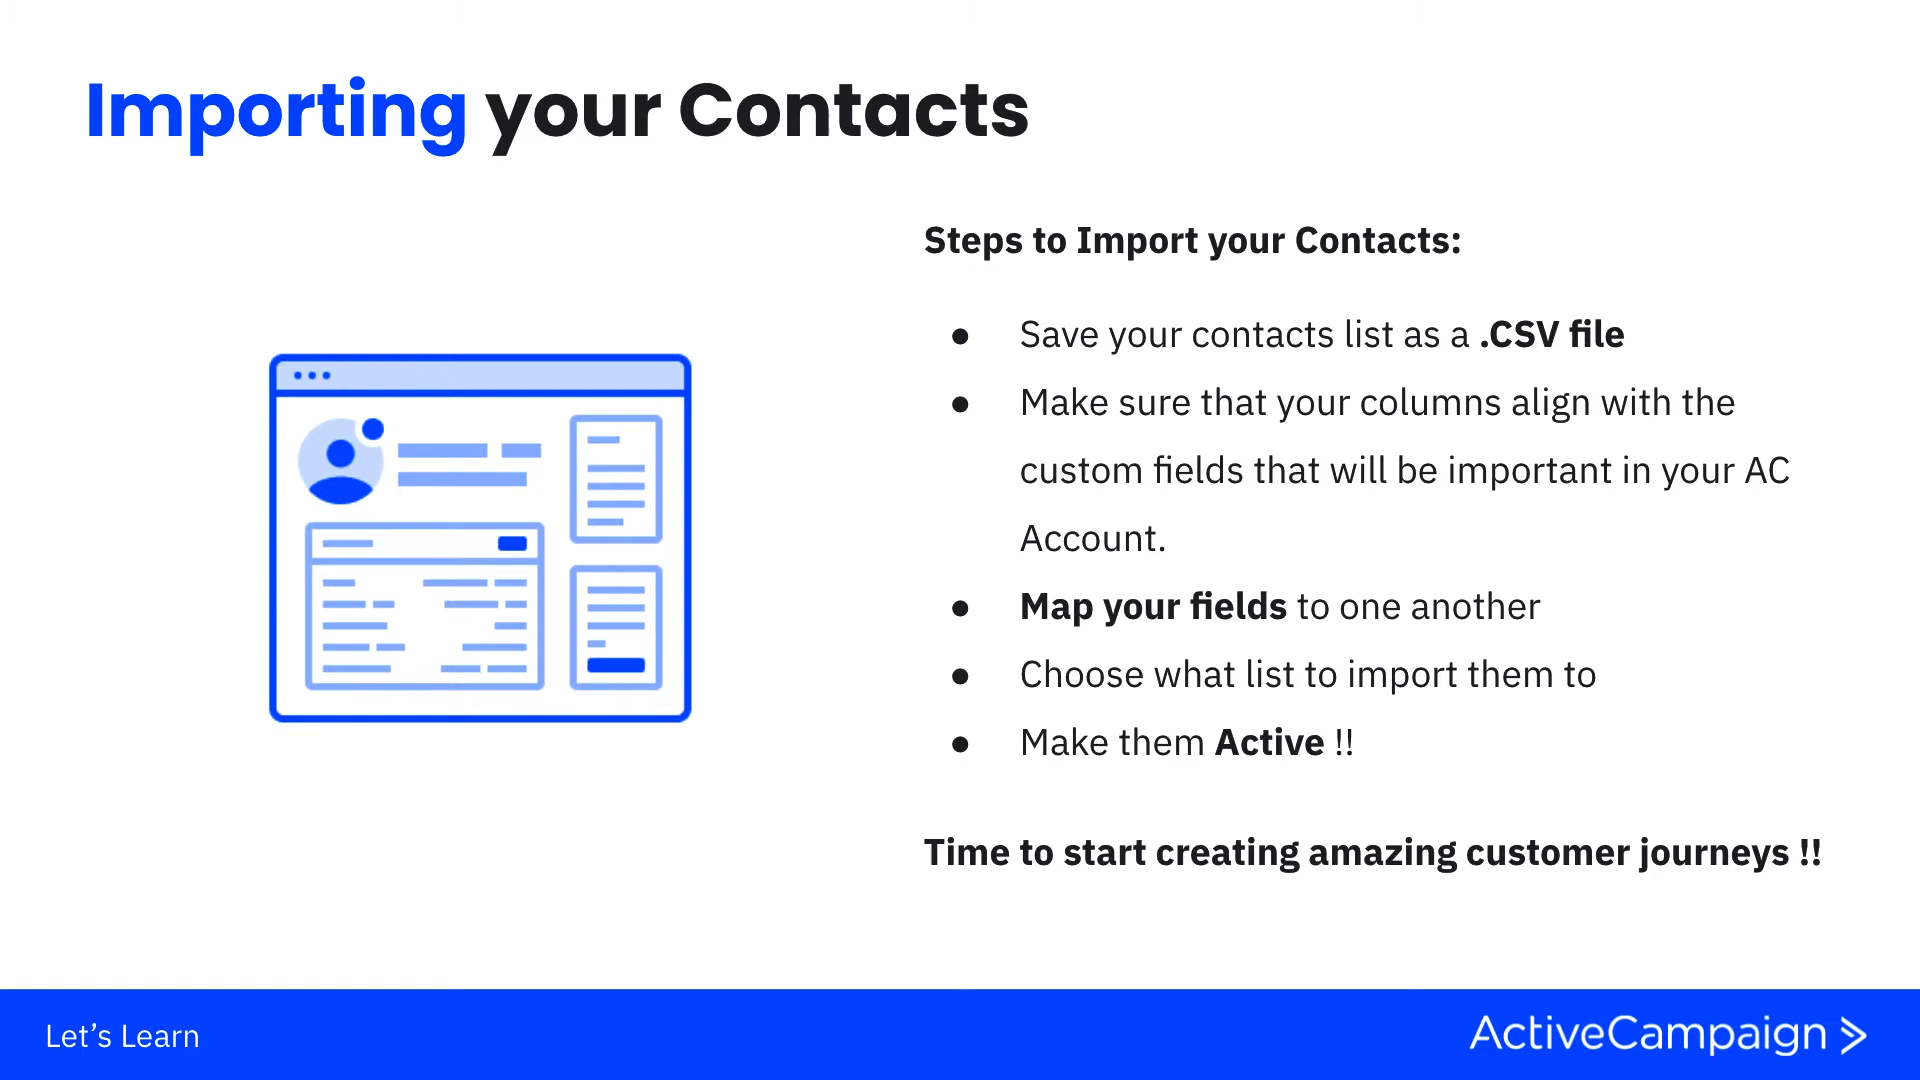 Importing your Contacts
Steps to Import your Contacts:
● Save your contacts list as a .CSV file
● Make sure that your columns align with the
custom fields that will be important in your AC
Account.
● Map your fields to one another
● Choose what list to import them to
● Make them Active !!
Time to start creating amazing customer journeys !!
Let’s Learn
ActiveCampaign